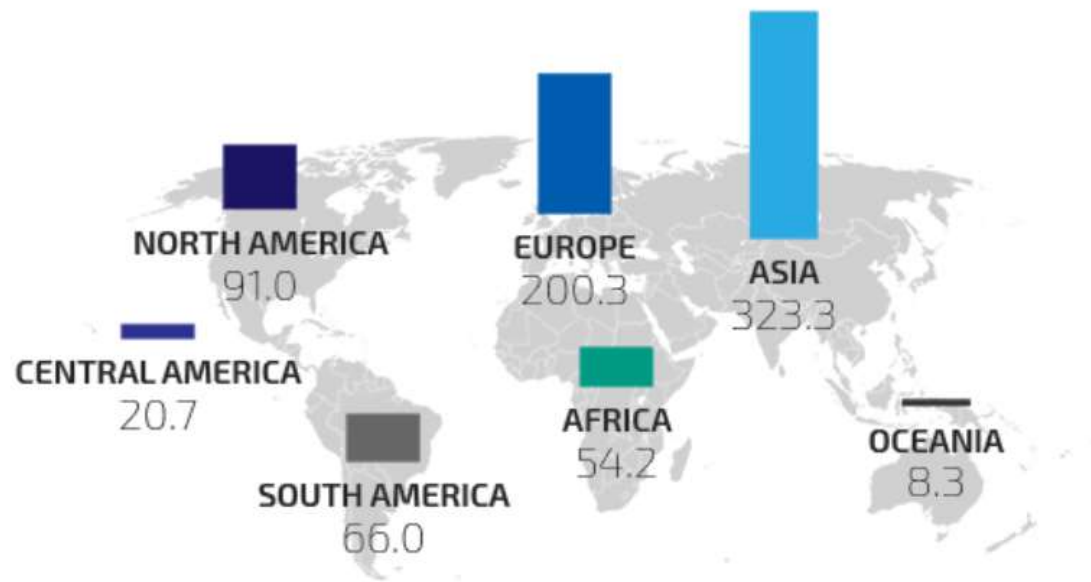 NORTH AMERICA
91.0
EUROPE
200.3
ASIA
323.3
CENTRAL AMERICA
20.7
SOUTH AMERICA
66.0
AFRICA
54.2
OCEANIA
8.3